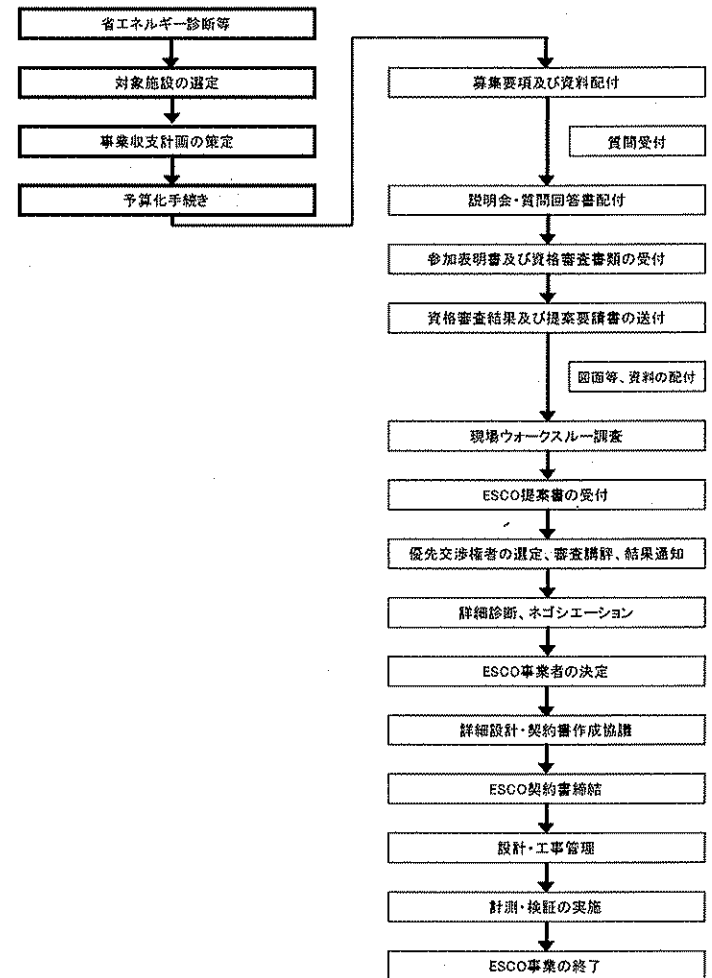 省エネルギー診断等
対象施設の選定
事業収支計画の策定
予算化手続き
募集要項及び資料配付
質問受付
説明会・質問回答書配付
参加表明書及び資格審査書類の受付
資格審査結果及び提案要請書の送付
図面等、資料の配付
現場ウォークスルー調査
ESCO提案書の受付
優先交渉権者の選定、審査講評、結果通知
詳細診断、ネゴシエーション
ESCO事業者の決定
詳細設計・契約書作成協議
ESCO契約書締結
設計・工事管理
計測・検証の実施
ESCO事業の終了